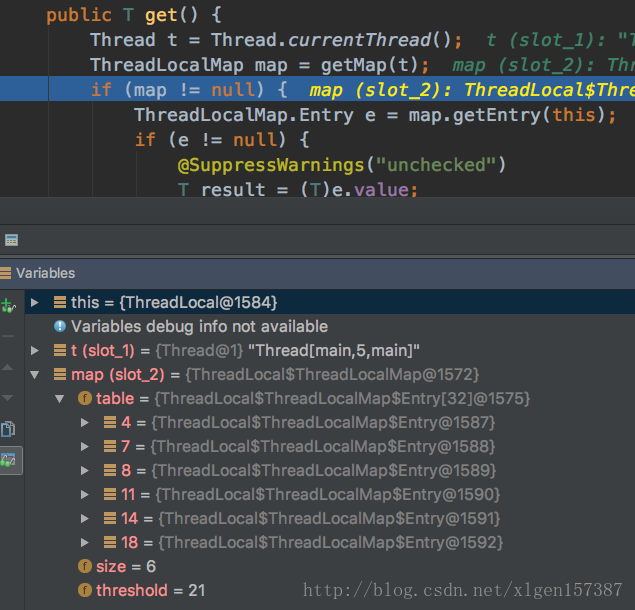 public T get() {
Thread t = Thread.currentThread();  t (slot_1): "T
ThreadLocalMap map = getMap(t);  map (slot_2): Thr
if (map != null) {  map (slot_2): ThreadLocal$Thre
ThreadLocalMap.Entry e = map.getEntry(this);
if (e != null) {
@SuppressWarnings("unchecked")
T result = (T)e.value;
Variables
this = {ThreadLocal@1584}
Variables debug info not available
t (slot_1) = {Thread@1} "Thread[main,5,main]"
map (slot_2) = {ThreadLocal$ThreadLocalMap@1572}
table = {ThreadLocal$ThreadLocalMap$Entry[32]@1575}
4 = {ThreadLocal$ThreadLocalMap$Entry@1587}
7 = {ThreadLocal$ThreadLocalMap$Entry@1588}
8 = {ThreadLocal$ThreadLocalMap$Entry@1589}
11 = {ThreadLocal$ThreadLocalMap$Entry@1590}
14 = {ThreadLocal$ThreadLocalMap$Entry@1591}
18 = {ThreadLocal$ThreadLocalMap$Entry@1592}
size = 6
threshold = 21
http://blog.csdn.net/xlgen157387